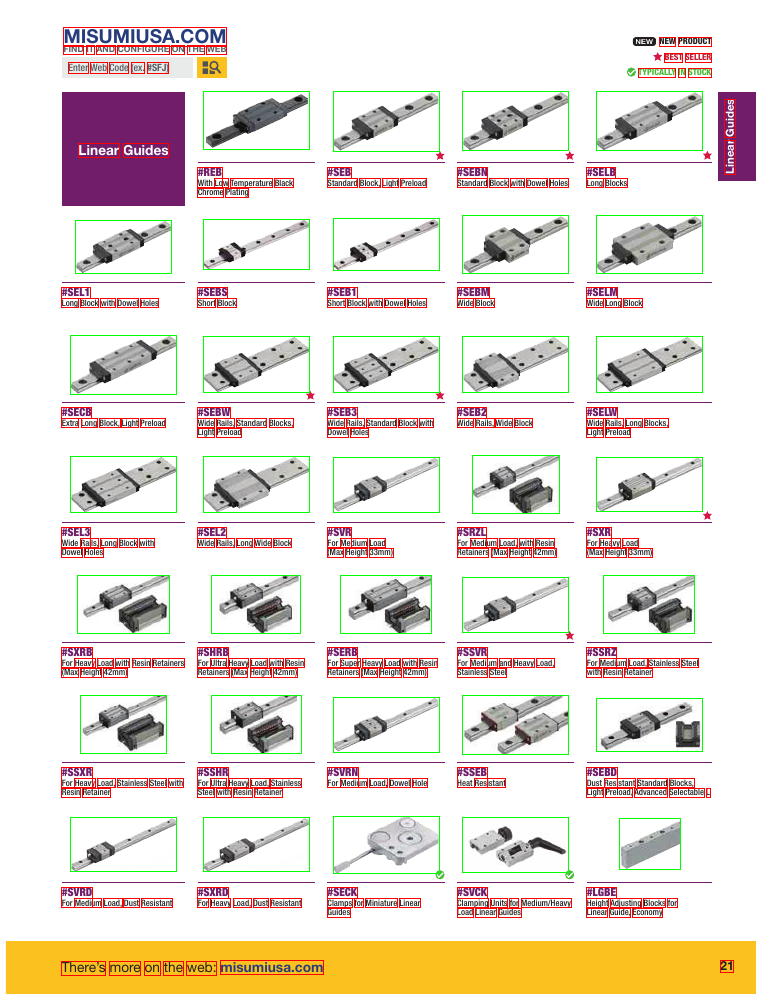 MISUMIUSA.COM
FIND IT AND CONFIGURE ON THE WEB
Enter Web Code (ex. #SFJ)
NEW NEW PRODUCT
BEST SELLER
TYPICALLY IN STOCK
Linear Guides
Linear Guides
#REB
With Low Temperature Black
Chrome Plating
#SEB
Standard Block, Light Preload
#SEBN
Standard Block, with Dowel Holes
#SELB
Long Blocks
#SEL1
Long Block with Dowel Holes
#SEBS
Short Block
#SEB1
Short Block, with Dowel Holes
#SEBM
Wide Block
#SELM
Wide Long Block
#SECB
Extra Long Block, Light Preload
#SEBW
Wide Rails, Standard Blocks,
Light Preload
#SEB3
Wide Rails, Standard Block with
Dowel Holes
#SEB2
Wide Rails, Wide Block
#SELW
Wide Rails, Long Blocks,
Light Preload
#SEL3
Wide Rails, Long Block with
Dowel Holes
#SEL2
Wide Rails, Long Wide Block
#SVR
For Medium Load
(Max Height 33mm)
#SRZL
For Medium Load, with Resin
Retainers (Max Height 42mm)
#SXR
For Heavy Load
(Max Height 33mm)
#SXRB
For Heavy Load with Resin Retainers
(Max Height 42mm)
#SHRB
For Ultra Heavy Load with Resin
Retainers (Max Height 42mm)
#SERB
For Super Heavy Load with Resin
Retainers (Max Height 42mm)
#SSVR
For Medium and Heavy Load,
Stainless Steel
#SSRZ
For Medium Load, Stainless Steel
with Resin Retainer
#SSXR
For Heavy Load, Stainless Steel with
Resin Retainer
#SSHR
For Ultra Heavy Load, Stainless
Steel with Resin Retainer
#SVRN
For Medium Load, Dowel Hole
#SSEB
Heat Resistant
#SEBD
Dust Resistant Standard Blocks,
Light Preload, Advanced Selectable L
#SVRD
For Medium Load, Dust Resistant
#SXRD
For Heavy Load, Dust Resistant
#SECK
Clamps for Miniature Linear
Guides
#SVCK
Clamping Units for Medium/Heavy
Load Linear Guides
#LGBE
Height Adjusting Blocks for
Linear Guide, Economy
There's more on the web: misumiusa.com
21